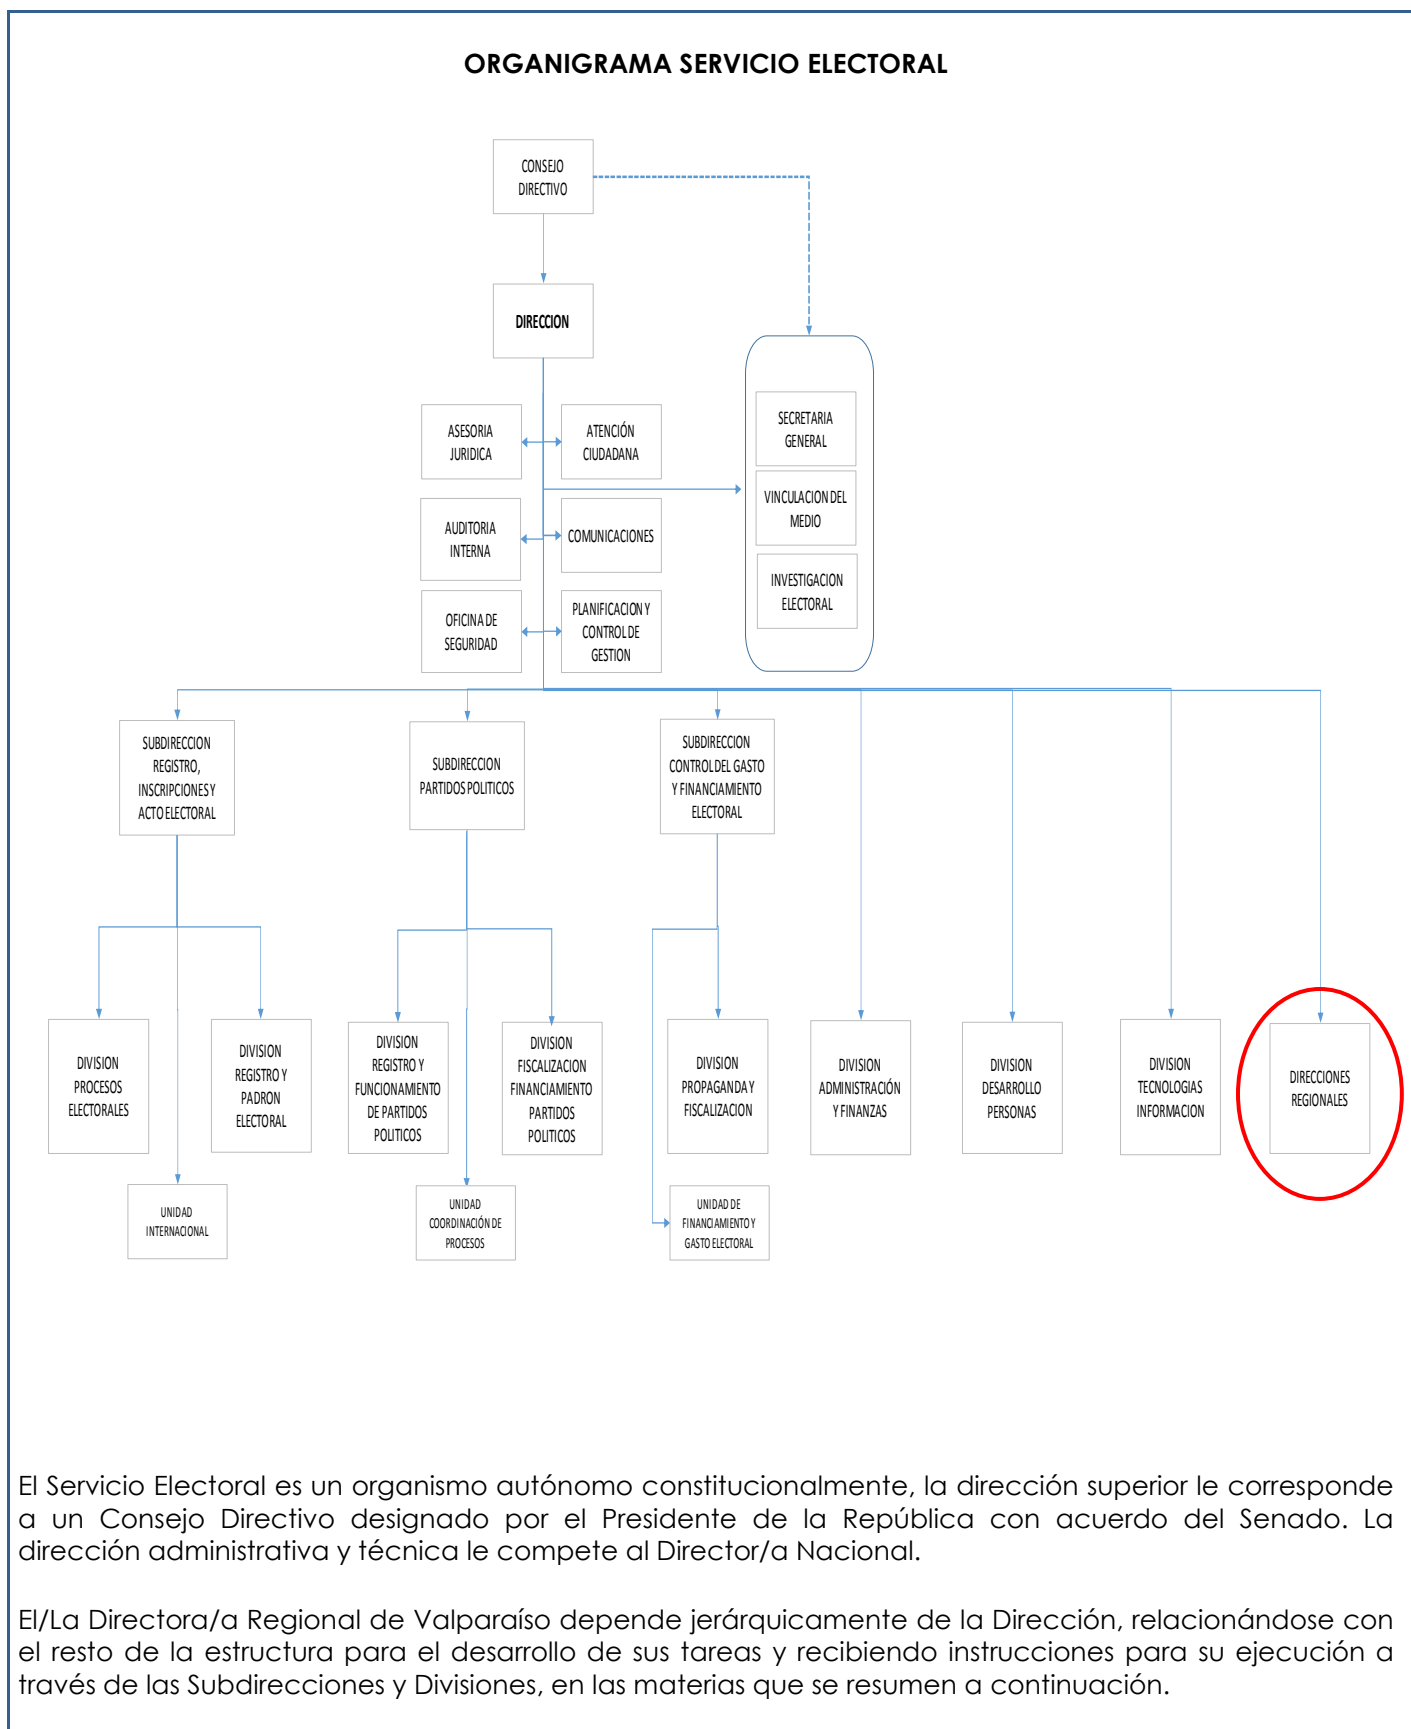 ORGANIGRAMA SERVICIO ELECTORAL
CONSEJO
DIRECTIVO
DIRECCION
ASESORIA
JURIDICA
ATENCIÓN
CIUDADANA
SECRETARIA
GENERAL
VINCULACION DEL
MEDIO
AUDITORIA
INTERNA
COMUNICACIONES
INVESTIGACION
ELECTORAL
OFICINA DE
SEGURIDAD
PLANIFICACION Y
CONTROL DE
GESTION
SUBDIRECCION
REGISTRO,
INSCRIPCIONES Y
ACTO ELECTORAL
SUBDIRECCION
PARTIDOS POLITICOS
SUBDIRECCION
CONTROL DEL GASTO
Y FINANCIAMIENTO
ELECTORAL
DIVISION
PROCESOS
ELECTORALES
DIVISION
REGISTRO Y
PADRON
ELECTORAL
DIVISION
REGISTRO Y
FUNCIONAMIENTO
DE PARTIDOS
POLITICOS
DIVISION
FISCALIZACION
FINANCIAMIENTO
PARTIDOS
POLITICOS
DIVISION
PROPAGANDA Y
FISCALIZACION
DIVISION
ADMINISTRACIÓN
Y FINANZAS
DIVISION
DESARROLLO
PERSONAS
DIVISION
TECNOLOGIAS
INFORMACION
DIRECCIONES
REGIONALES
UNIDAD
INTERNACIONAL
UNIDAD
COORDINACIÓN DE
PROCESOS
UNIDAD DE
FINANCIAMIENTO Y
GASTO ELECTORAL
El Servicio Electoral es un organismo autónomo constitucionalmente, la dirección superior le corresponde
a un Consejo Directivo designado por el Presidente de la República con acuerdo del Senado. La
dirección administrativa y técnica le compete al Director/a Nacional.
El/La Directora/a Regional de Valparaíso depende jerárquicamente de la Dirección, relacionándose con
el resto de la estructura para el desarrollo de sus tareas y recibiendo instrucciones para su ejecución a
través de las Subdirecciones y Divisiones, en las materias que se resumen a continuación.